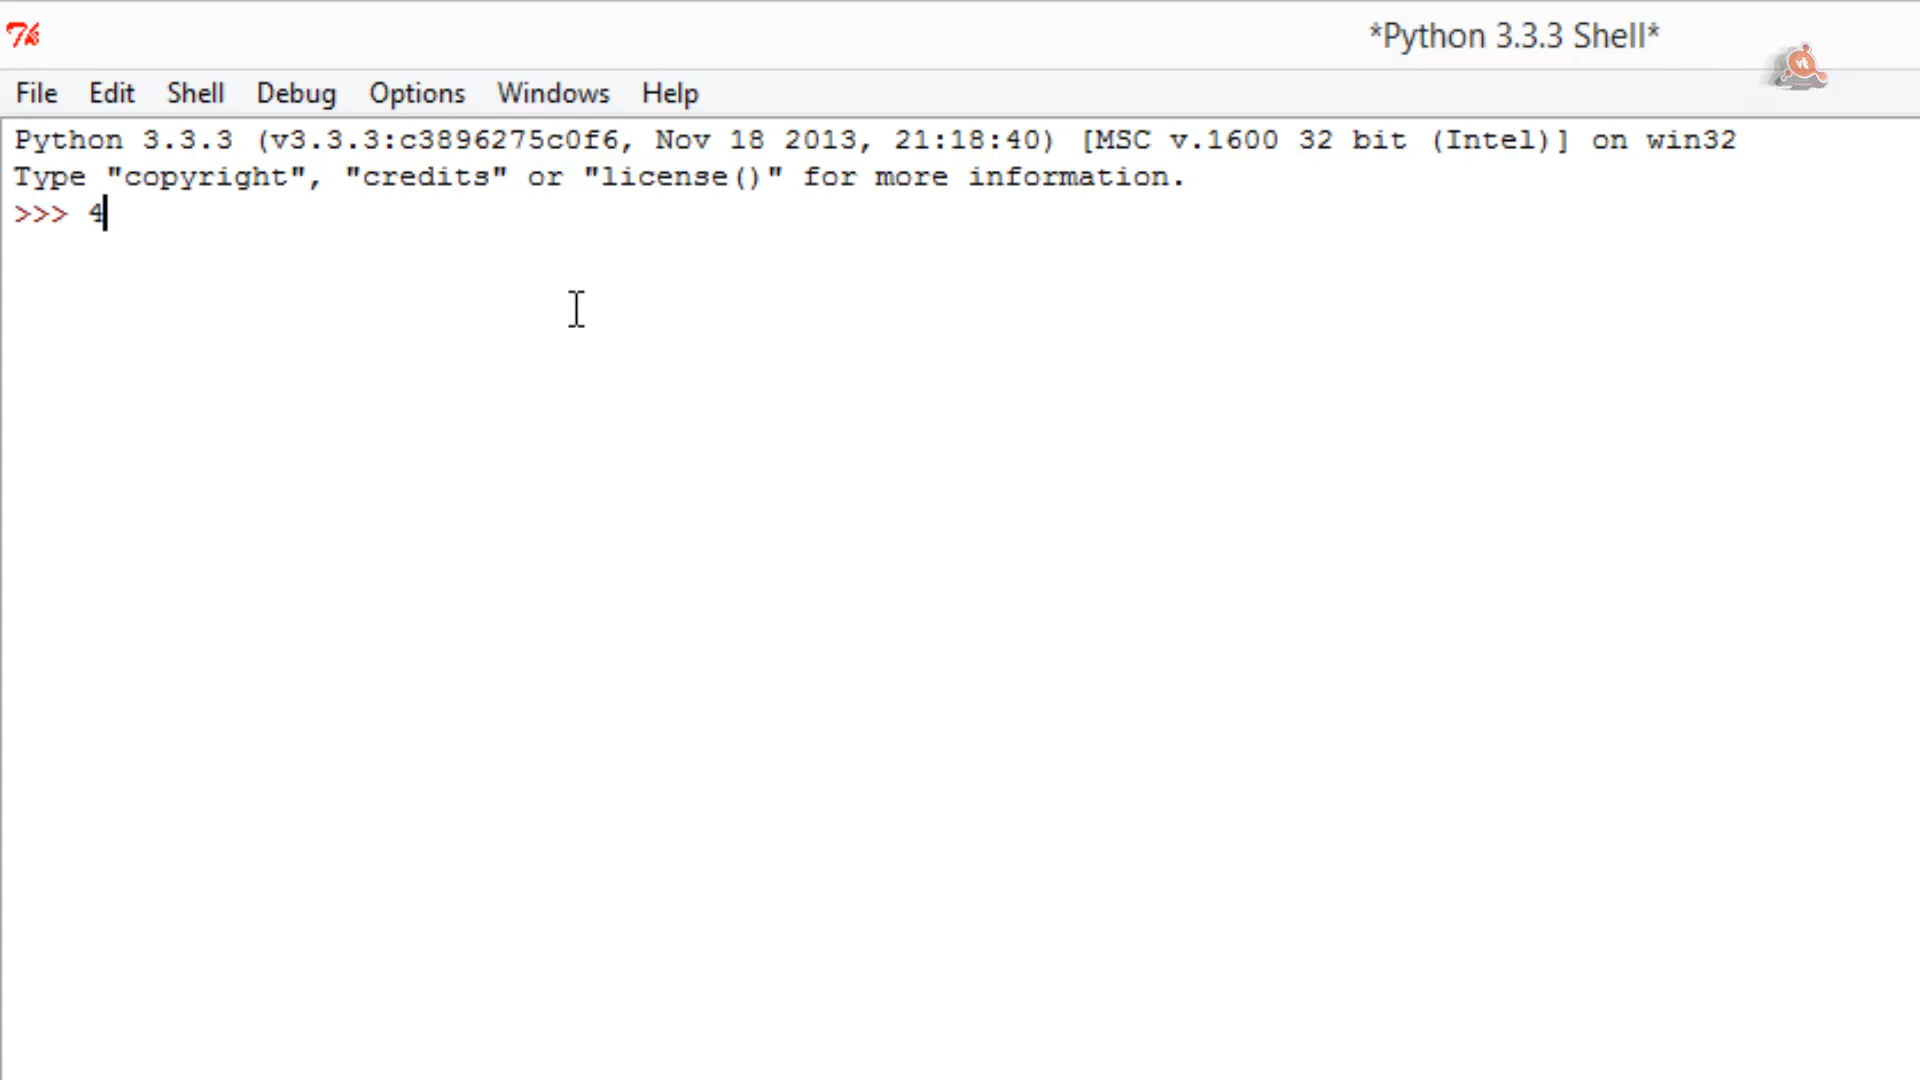 *Python 3.3.3 Shell*
File Edit Shell Debug Options Windows Help
Python 3.3.3 (v3.3.3:c3896275c0f6, Nov 18 2013, 21:18:40) [MSC v.1600 32 bit (Intel)] on win32
Type "copyright", "credits" or "license()" for more information.
>>> 4